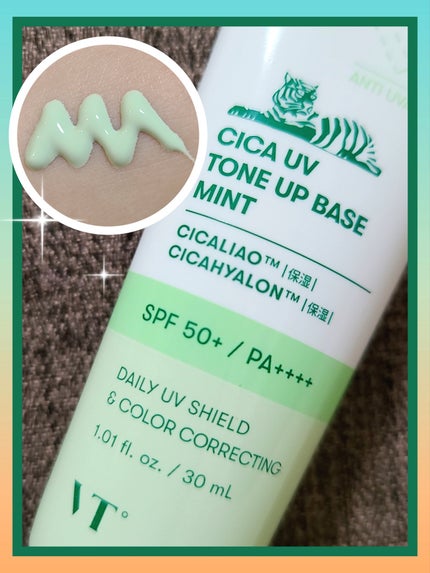 ANTI UVA
CICA UV
TONE UP BASE
MINT
CICALIAO™ |保湿|
CICAHYALON™ |保湿|
SPF 50+ / PA++++
DAILY UV SHIELD
& COLOR CORRECTING
1.01 fl. oz. / 30 mL
VT°